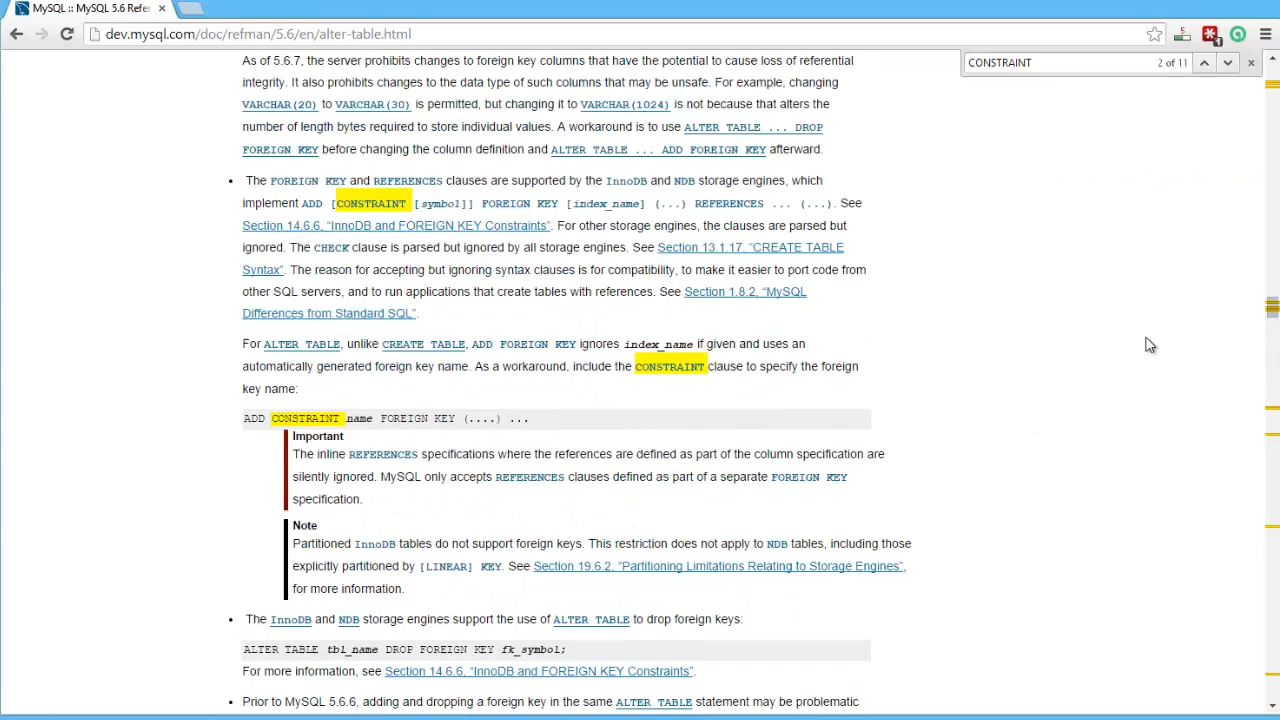 MySQL :: MySQL 5.6 Refer
dev.mysql.com/doc/refman/5.6/en/alter-table.html
CONSTRAINT 2 of 11
As of 5.6.7, the server prohibits changes to foreign key columns that have the potential to cause loss of referential
integrity. It also prohibits changes to the data type of such columns that may be unsafe. For example, changing
VARCHAR(20) to VARCHAR(30) is permitted, but changing it to VARCHAR(1024) is not because that alters the
number of length bytes required to store individual values. A workaround is to use ALTER TABLE ... DROP
FOREIGN KEY before changing the column definition and ALTER TABLE ... ADD FOREIGN KEY afterward.
• The FOREIGN KEY and REFERENCES clauses are supported by the InnoDB and NDB storage engines, which
implement ADD [CONSTRAINT [symbol]] FOREIGN KEY [index_name] (...) REFERENCES ... (...). See
Section 14.6.6, “InnoDB and FOREIGN KEY Constraints”. For other storage engines, the clauses are parsed but
ignored. The CHECK clause is parsed but ignored by all storage engines. See Section 13.1.17, “CREATE TABLE
Syntax”. The reason for accepting but ignoring syntax clauses is for compatibility, to make it easier to port code from
other SQL servers, and to run applications that create tables with references. See Section 1.8.2, “MySQL
Differences from Standard SQL”.
For ALTER TABLE, unlike CREATE TABLE, ADD FOREIGN KEY ignores index_name if given and uses an
automatically generated foreign key name. As a workaround, include the CONSTRAINT clause to specify the foreign
key name:
ADD CONSTRAINT name FOREIGN KEY (....) ...
Important
The inline REFERENCES specifications where the references are defined as part of the column specification are
silently ignored. MySQL only accepts REFERENCES clauses defined as part of a separate FOREIGN KEY
specification.
Note
Partitioned InnoDB tables do not support foreign keys. This restriction does not apply to NDB tables, including those
explicitly partitioned by [LINEAR] KEY. See Section 19.6.2, “Partitioning Limitations Relating to Storage Engines”,
for more information.
• The InnoDB and NDB storage engines support the use of ALTER TABLE to drop foreign keys:
ALTER TABLE tbl_name DROP FOREIGN KEY fk_symbol;
For more information, see Section 14.6.6, “InnoDB and FOREIGN KEY Constraints”.
• Prior to MySQL 5.6.6, adding and dropping a foreign key in the same ALTER TABLE statement may be problematic